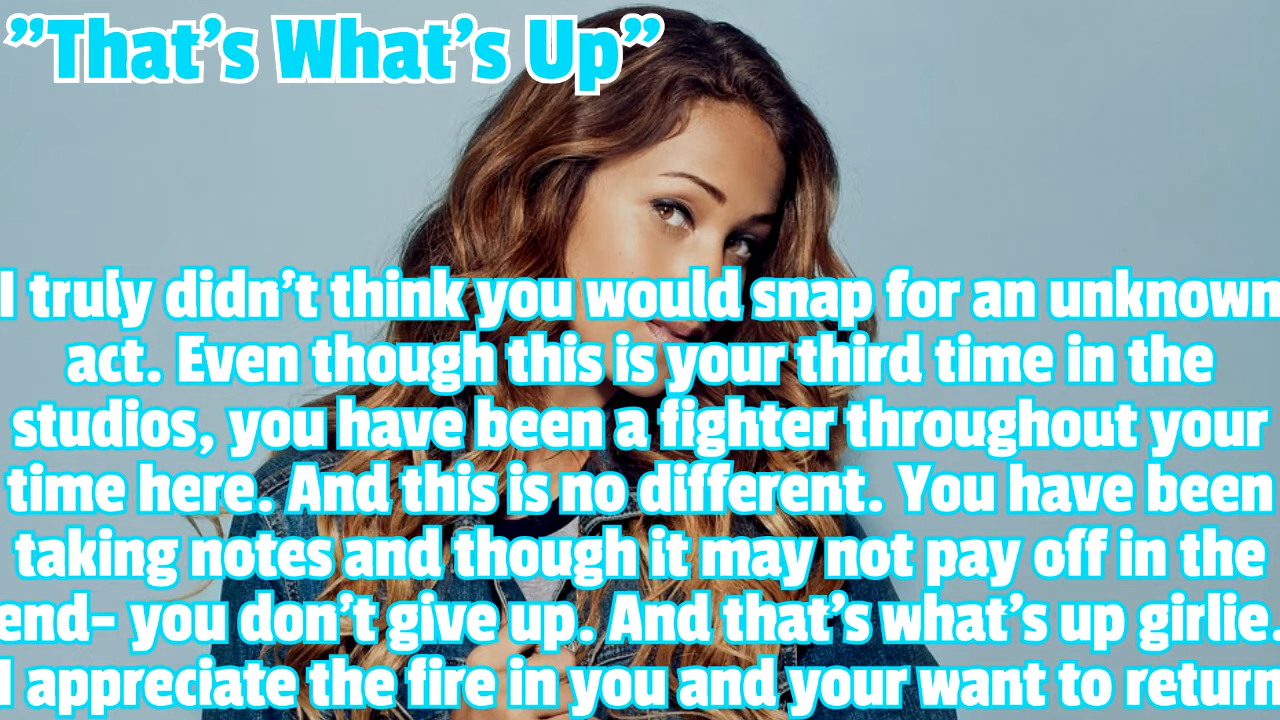 ”That’s What’s Up”
I truly didn’t think you would snap for an unknown
act. Even though this is your third time in the
studios, you have been a fighter throughout your
time here. And this is no different. You have been
taking notes and though it may not pay off in the
end- you don’t give up. And that’s what’s up girlie.
I appreciate the fire in you and your want to return